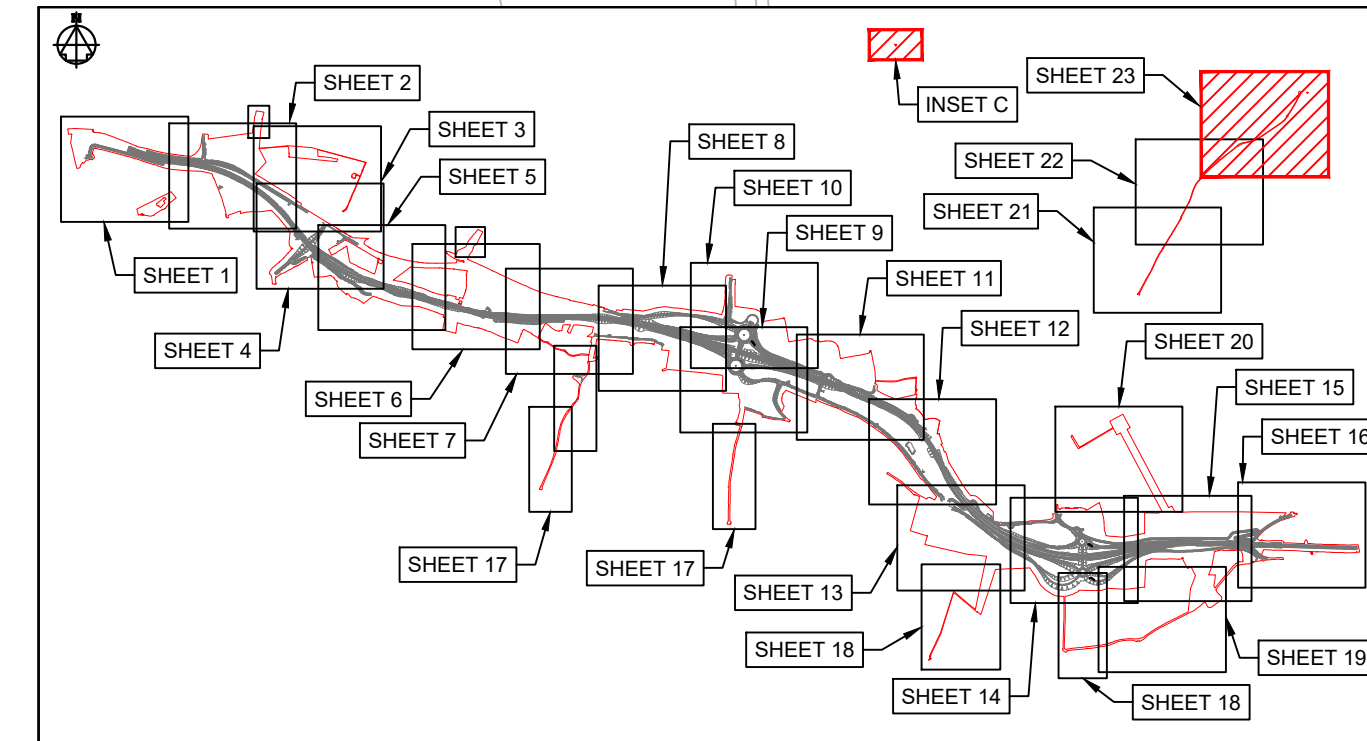 N
SHEET 2
SHEET 3
SHEET 5
SHEET 1
SHEET 4
SHEET 6
SHEET 7
SHEET 17
SHEET 8
SHEET 10
SHEET 9
SHEET 11
SHEET 12
INSET C
SHEET 23
SHEET 22
SHEET 21
SHEET 20
SHEET 15
SHEET 16
SHEET 17
SHEET 13
SHEET 18
SHEET 14
SHEET 18
SHEET 19